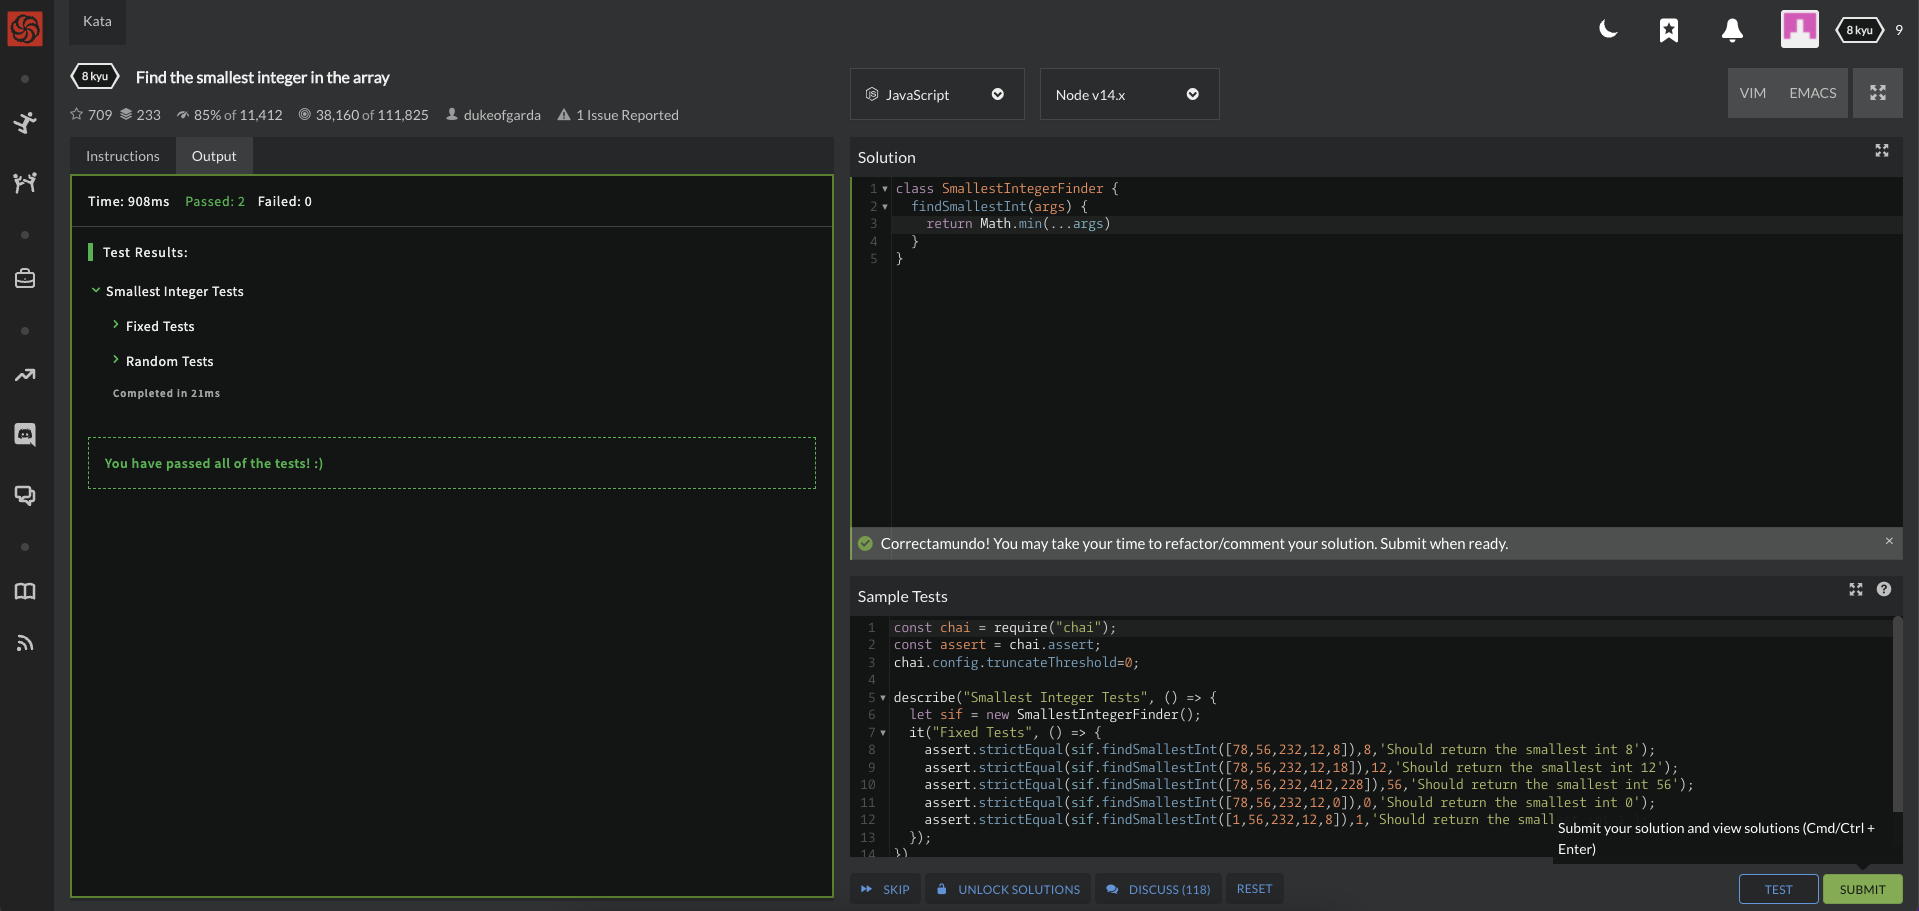 Kata
8 kyu
9
8 kyu
Find the smallest integer in the array
709
233
85% of 11,412
38,160 of 111,825
dukeofgarda
1 Issue Reported
JavaScript
Node v14.x
VIM
EMACS
Instructions
Output
Time: 908ms Passed: 2 Failed: 0
Test Results:
Smallest Integer Tests
Fixed Tests
Random Tests
Completed in 21ms
You have passed all of the tests! :)
Solution
1 class SmallestIntegerFinder {
2   findSmallestInt(args) {
3     return Math.min(...args)
4   }
5 }
Correctamundo! You may take your time to refactor/comment your solution. Submit when ready.
×
Sample Tests
1 const chai = require("chai");
2 const assert = chai.assert;
3 chai.config.truncateThreshold=0;
4
5 describe("Smallest Integer Tests", () => {
6   let sif = new SmallestIntegerFinder();
7   it("Fixed Tests", () => {
8     assert.strictEqual(sif.findSmallestInt([78,56,232,12,8]),8,'Should return the smallest int 8');
9     assert.strictEqual(sif.findSmallestInt([78,56,232,12,18]),12,'Should return the smallest int 12');
10     assert.strictEqual(sif.findSmallestInt([78,56,232,412,228]),56,'Should return the smallest int 56');
11     assert.strictEqual(sif.findSmallestInt([78,56,232,12,0]),0,'Should return the smallest int 0');
12     assert.strictEqual(sif.findSmallestInt([1,56,232,12,8]),1,'Should return the smal
13   });
14 })
Submit your solution and view solutions (Cmd/Ctrl +
Enter)
SKIP
UNLOCK SOLUTIONS
DISCUSS (118)
RESET
TEST
SUBMIT